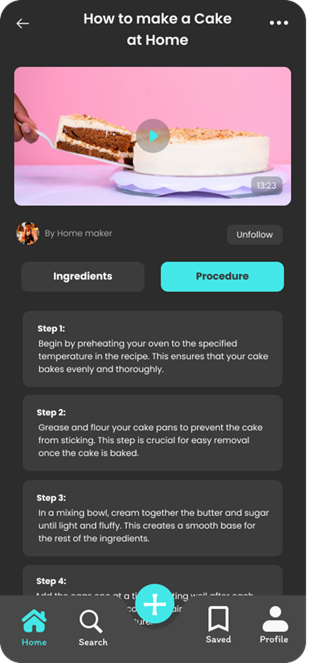 How to make a Cake
at Home
13:23
By Home maker
Unfollow
Ingredients
Procedure
Step 1:
Begin by preheating your oven to the specified
temperature in the recipe. This ensures that your cake
bakes evenly and thoroughly.
Step 2:
Grease and flour your cake pans to prevent the cake
from sticking. This step is crucial for easy removal
once the cake is baked.
Step 3:
In a mixing bowl, cream together the butter and sugar
until light and fluffy. This creates a smooth base for
the rest of the ingredients.
Step 4:
Add the eggs one at a ti ting well after each
Home
Search
Saved
Profile